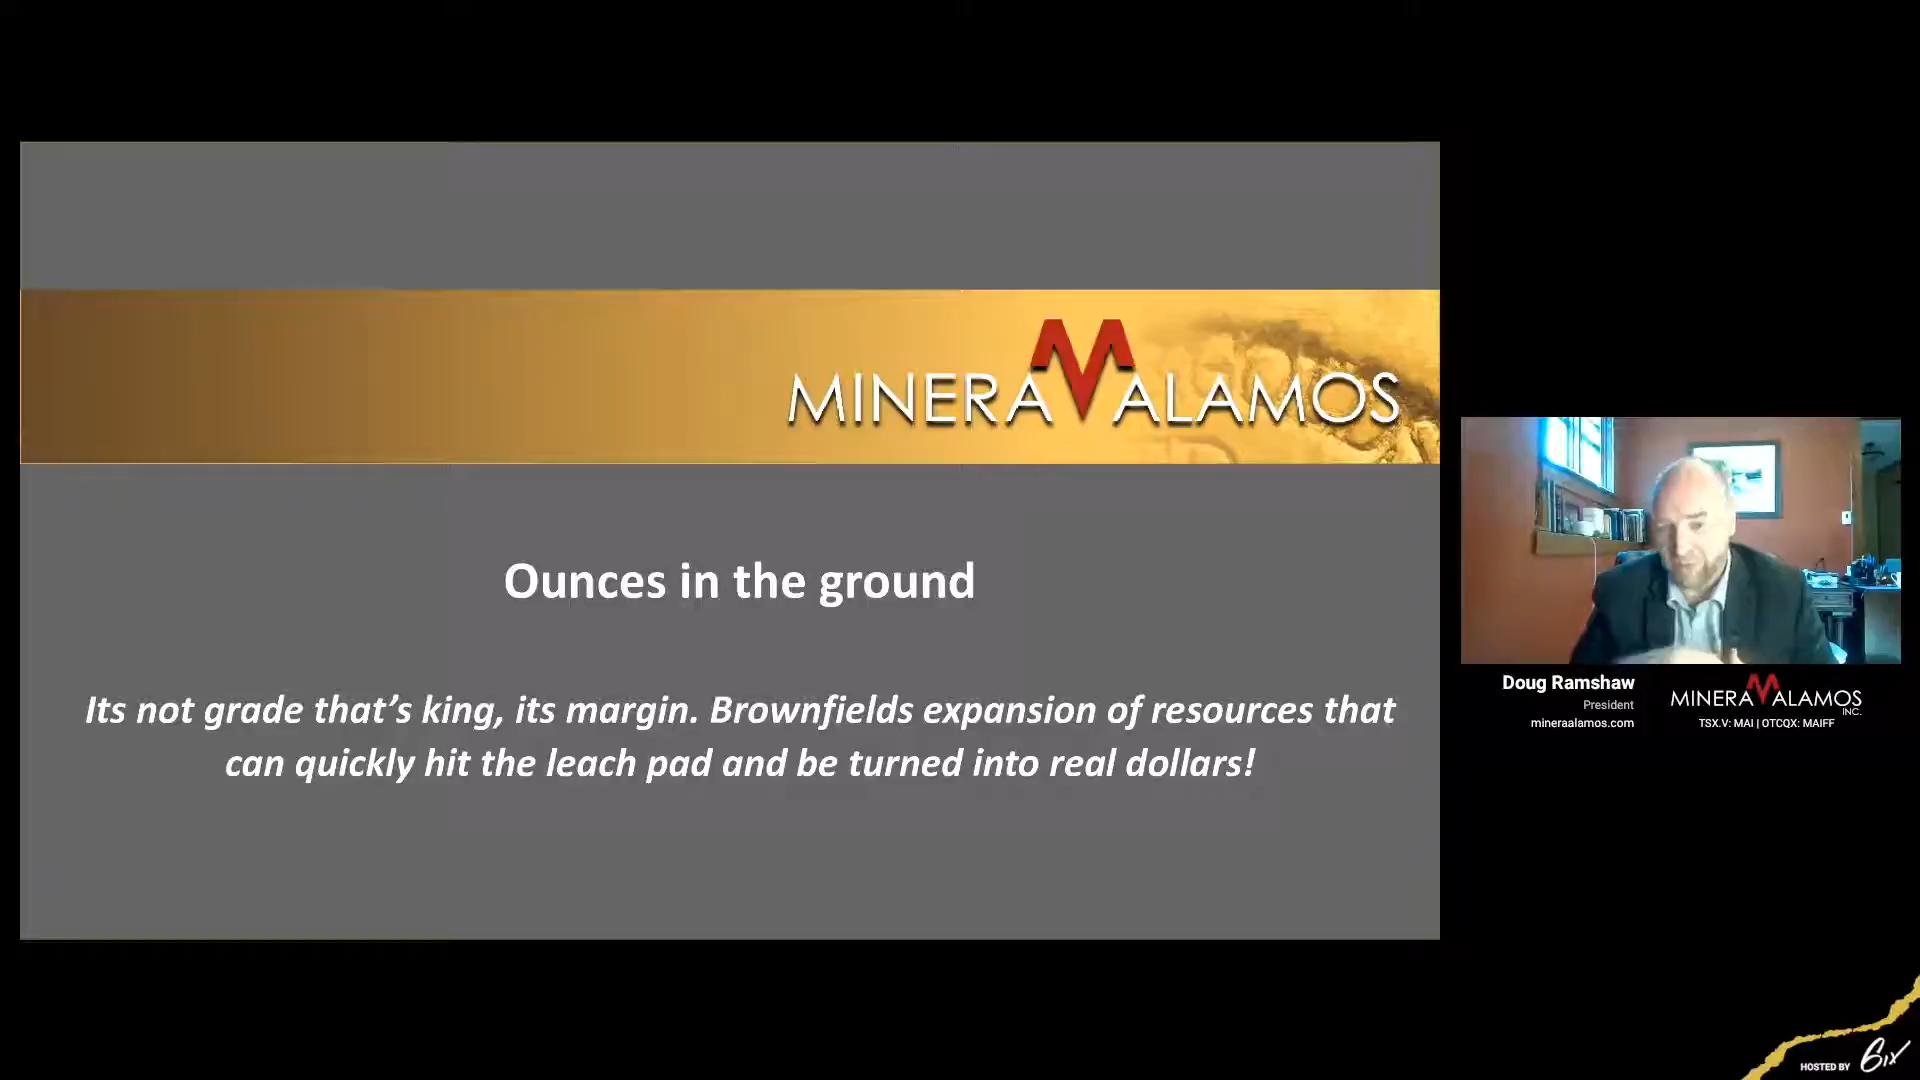 MINERA ALAMOS
Ounces in the ground
Its not grade that's king, its margin. Brownfields expansion of resources that
can quickly hit the leach pad and be turned into real dollars!
Doug Ramshaw
President
mineraalamos.com
MINERA ALAMOS
INC.
TSX.V: MAI | OTCQX: MAIFF
HOSTED BY 6ix